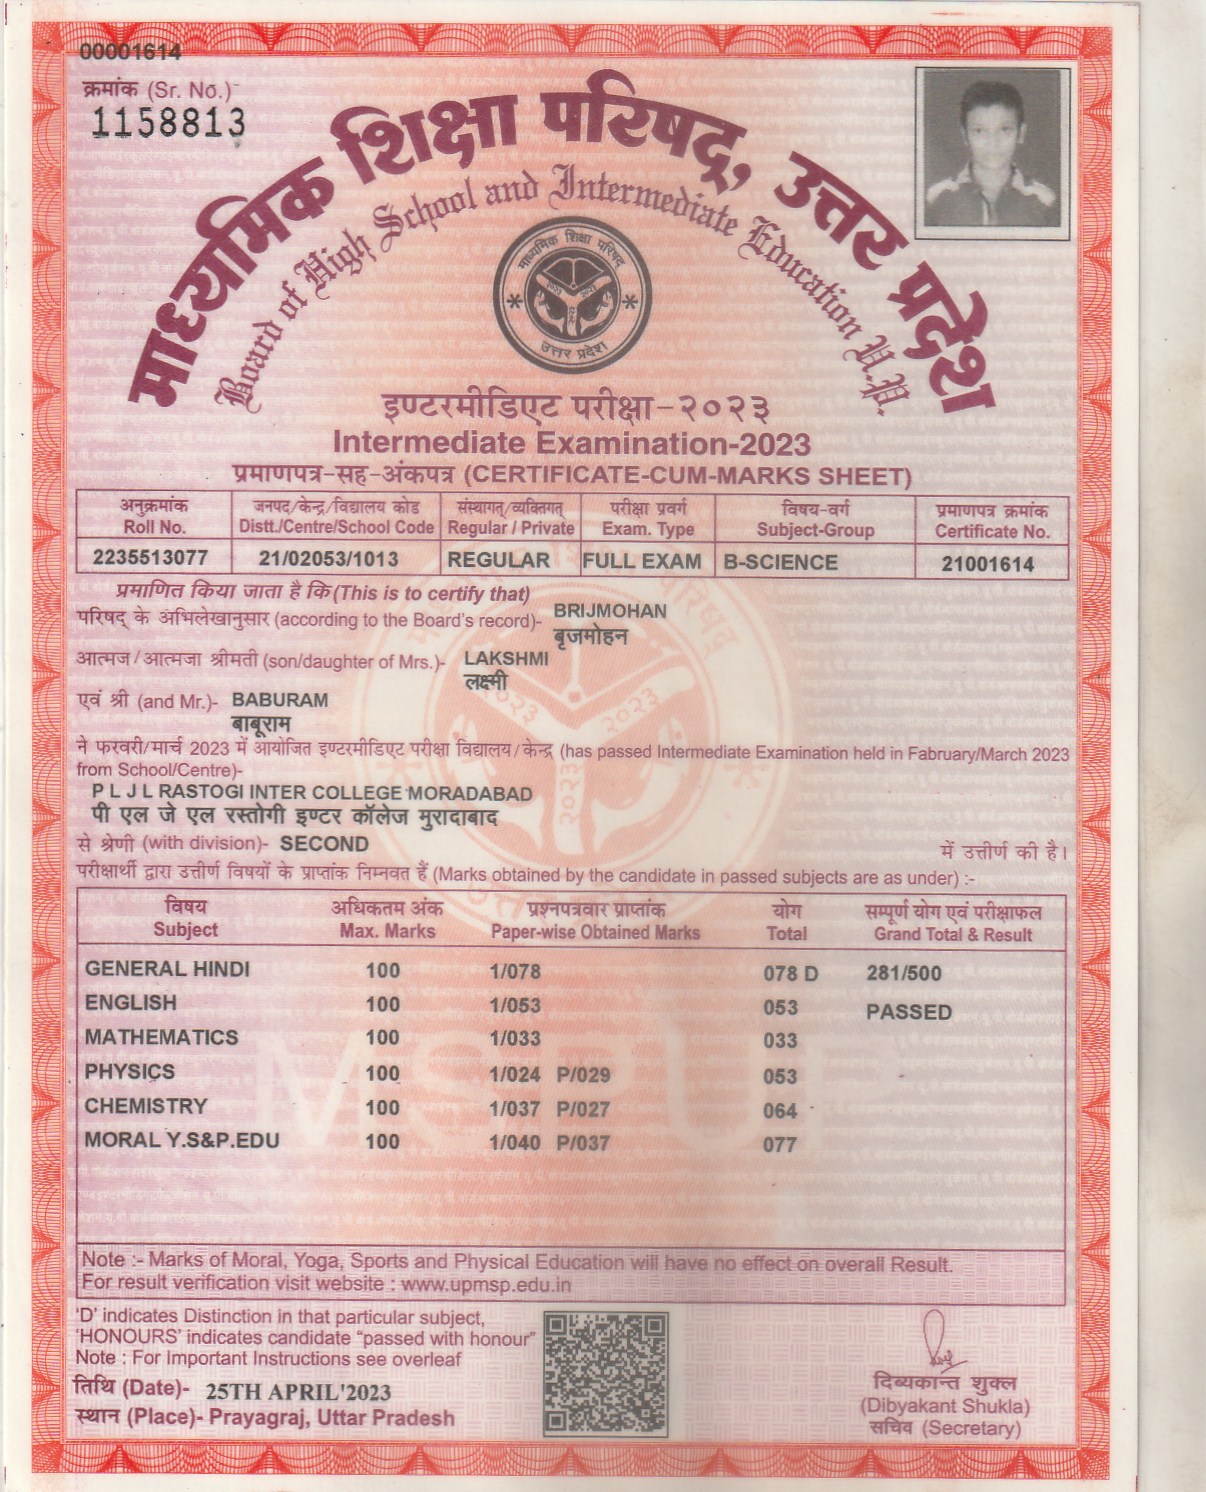 00001614
क्रमांक (Sr. No.)
1158813
माध्यमिक शिक्षा परिषद्, उत्तर प्रदेश
Board of High School and Intermediate Education U.P.
माध्यमिक शिक्षा परिषद्
उत्तर प्रदेश
इण्टरमीडिएट परीक्षा-२०२३
Intermediate Examination-2023
प्रमाणपत्र-सह-अंकपत्र (CERTIFICATE-CUM-MARKS SHEET)
अनुक्रमांक जनपद/केन्द्र/विद्यालय कोड संस्थागत्/व्यक्तिगत् परीक्षा प्रवर्ग विषय-वर्ग प्रमाणपत्र क्रमांक
Roll No. Distt./Centre/School Code Regular / Private Exam. Type Subject-Group Certificate No.
2235513077 21/02053/1013 REGULAR FULL EXAM B-SCIENCE 21001614
प्रमाणित किया जाता है कि (This is to certify that)
परिषद् के अभिलेखानुसार (according to the Board's record)- BRIJMOHAN
बृजमोहन
आत्मज/आत्मजा श्रीमती (son/daughter of Mrs.)- LAKSHMI
लक्ष्मी
एवं श्री (and Mr.)- BABURAM
बाबूराम
ने फरवरी/मार्च 2023 में आयोजित इण्टरमीडिएट परीक्षा विद्यालय/केन्द्र (has passed Intermediate Examination held in Fabruary/March 2023
from School/Centre)-
P L J L RASTOGI INTER COLLEGE MORADABAD
पी एल जे एल रस्तोगी इण्टर कॉलेज मुरादाबाद
से श्रेणी (with division)- SECOND में उत्तीर्ण की है।
परीक्षार्थी द्वारा उत्तीर्ण विषयों के प्राप्तांक निम्नवत हैं (Marks obtained by the candidate in passed subjects are as under) :-
विषय अधिकतम अंक प्रश्नपत्रवार प्राप्तांक योग सम्पूर्ण योग एवं परीक्षाफल
Subject Max. Marks Paper-wise Obtained Marks Total Grand Total & Result
GENERAL HINDI 100 1/078 078 D 281/500
ENGLISH 100 1/053 053 PASSED
MATHEMATICS 100 1/033 033
PHYSICS 100 1/024 P/029 053
CHEMISTRY 100 1/037 P/027 064
MORAL Y.S&P.EDU 100 1/040 P/037 077
Note :- Marks of Moral, Yoga, Sports and Physical Education will have no effect on overall Result.
For result verification visit website : www.upmsp.edu.in
'D' indicates Distinction in that particular subject,
'HONOURS' indicates candidate "passed with honour"
Note : For Important Instructions see overleaf
तिथि (Date)- 25TH APRIL'2023
स्थान (Place)- Prayagraj, Uttar Pradesh
दिव्यकान्त शुक्ल
(Dibyakant Shukla)
सचिव (Secretary)